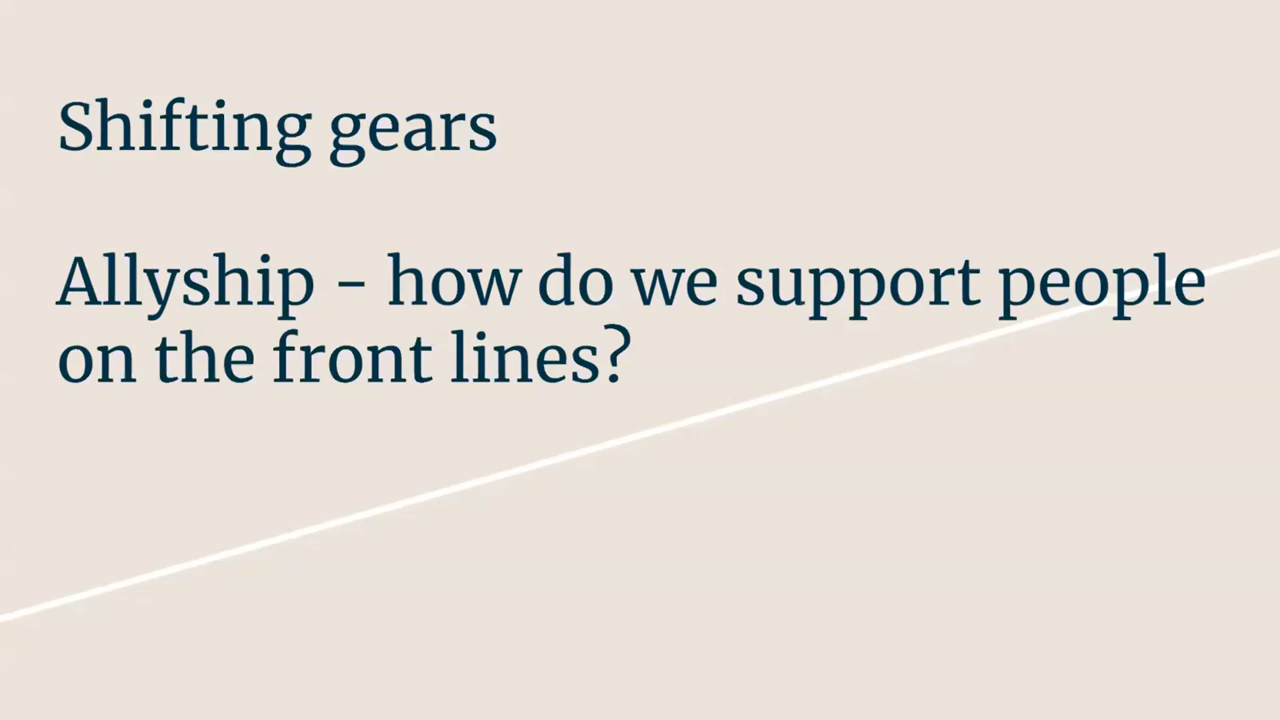 Shifting gears
Allyship - how do we support people
on the front lines?